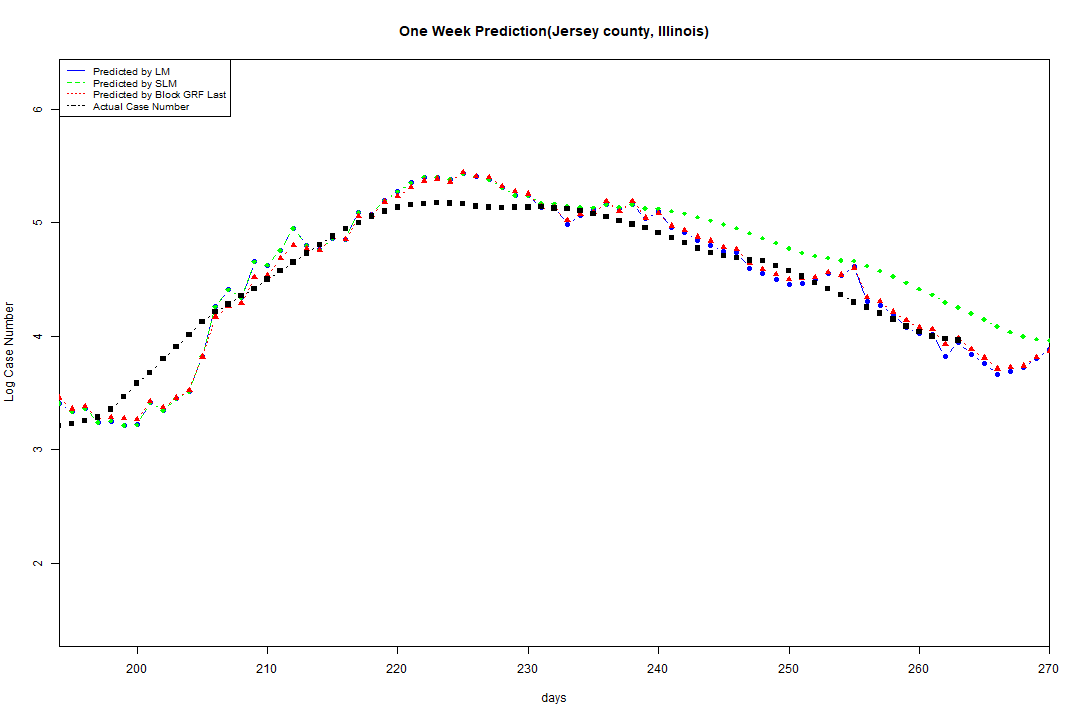 One Week Prediction(Jersey county, Illinois)
Predicted by LM
Predicted by SLM
Predicted by Block GRF Last
Actual Case Number
6
5
4
3
2
Log Case Number
200 210 220 230 240 250 260 270
days